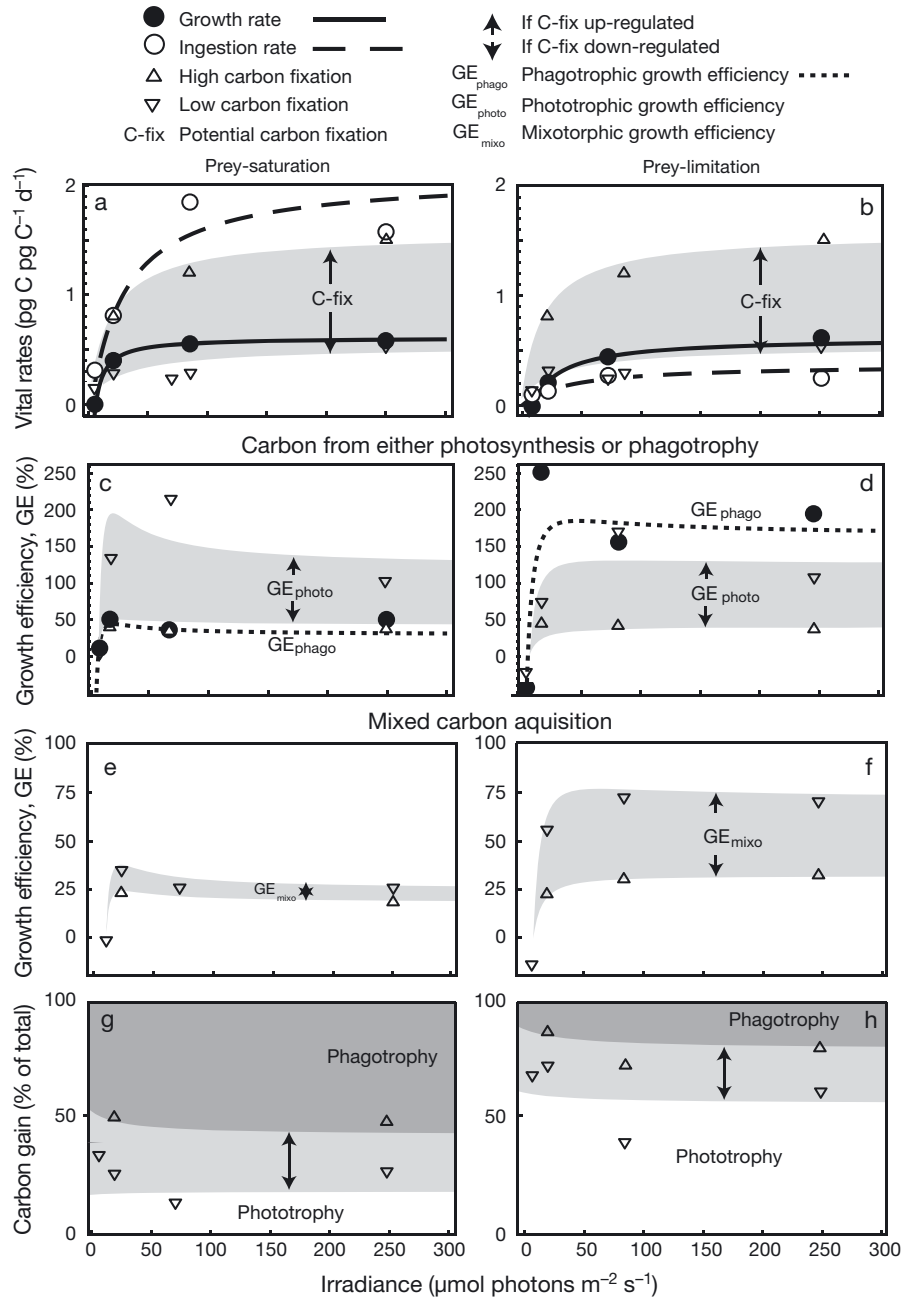 Growth rate
Ingestion rate
High carbon fixation
Low carbon fixation
C-fix Potential carbon fixation
If C-fix up-regulated
If C-fix down-regulated
GEphago Phagotrophic growth efficiency
GEphoto Phototrophic growth efficiency
GEmixo Mixotorphic growth efficiency
Prey-saturation
Prey-limitation
Vital rates (pg C pg C–1 d–1)
2
1
0
a
C-fix
2
1
0
b
C-fix
Carbon from either photosynthesis or phagotrophy
Growth efficiency, GE (%)
250
200
150
100
50
0
c
GEphoto
GEphago
250
200
150
100
50
0
d
GEphago
GEphoto
Mixed carbon aquisition
Growth efficiency, GE (%)
100
75
50
25
0
e
GEmixo
100
75
50
25
0
f
GEmixo
Carbon gain (% of total)
100
50
0
g
Phagotrophy
Phototrophy
0 50 100 150 200 250
100
50
0
h
Phagotrophy
Phototrophy
0 50 100 150 200 250 300
Irradiance (µmol photons m–2 s–1)